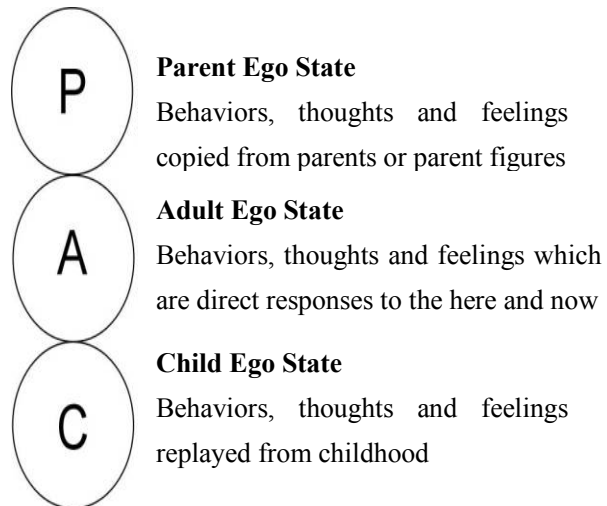 P
Parent Ego State
Behaviors, thoughts and feelings
copied from parents or parent figures
A
Adult Ego State
Behaviors, thoughts and feelings which
are direct responses to the here and now
C
Child Ego State
Behaviors, thoughts and feelings
replayed from childhood